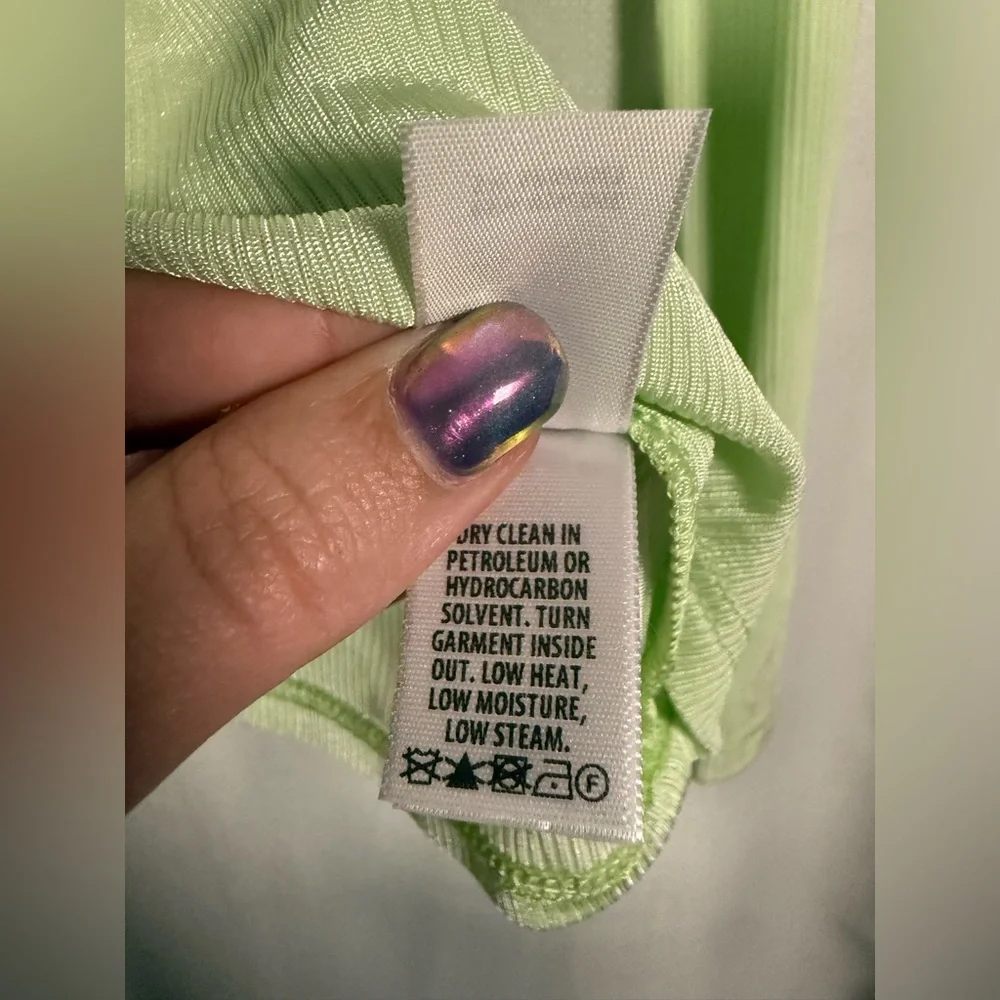 DRY CLEAN IN
PETROLEUM OR
HYDROCARBON
SOLVENT. TURN
GARMENT INSIDE
OUT. LOW HEAT,
LOW MOISTURE,
LOW STEAM.
F